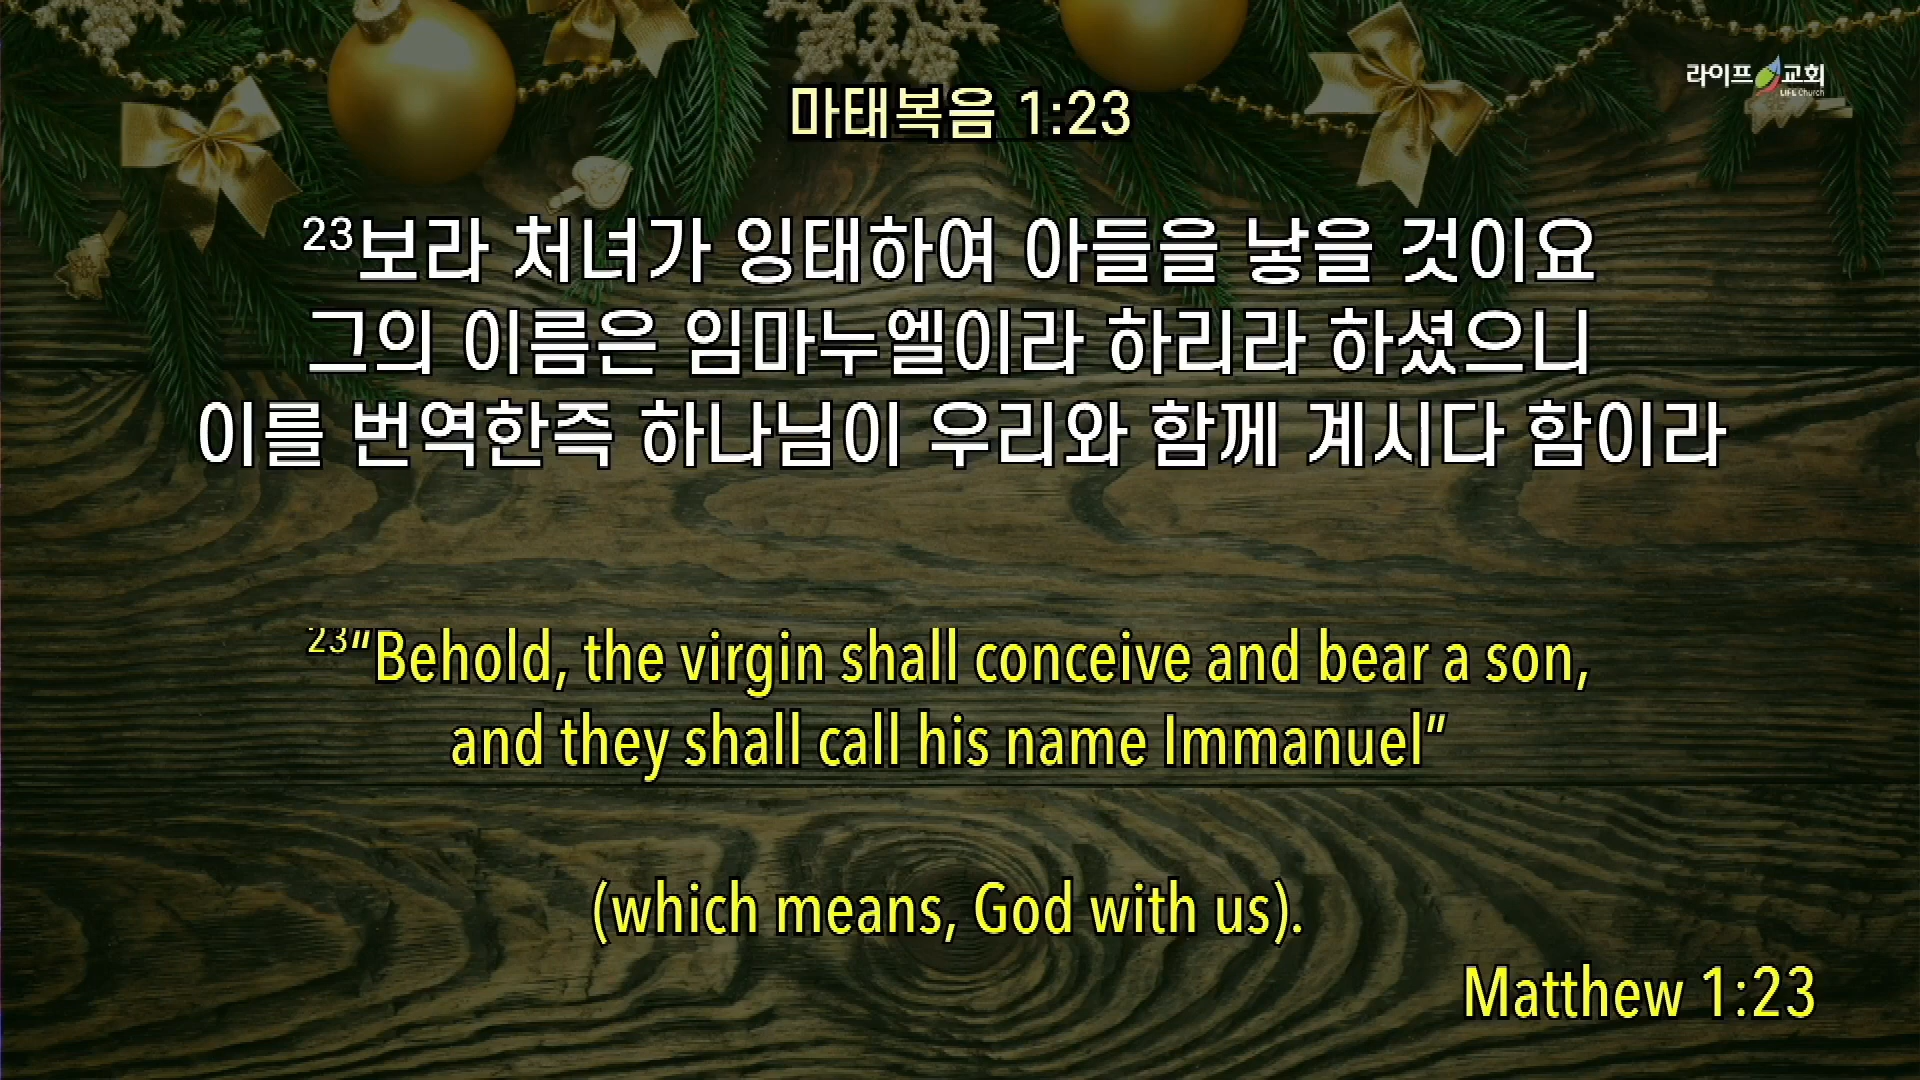 라이프 교회
LIFE Church
마태복음 1:23
23보라 처녀가 잉태하여 아들을 낳을 것이요
그의 이름은 임마누엘이라 하리라 하셨으니
이를 번역한즉 하나님이 우리와 함께 계시다 함이라
23“Behold, the virgin shall conceive and bear a son,
and they shall call his name Immanuel”
(which means, God with us).
Matthew 1:23